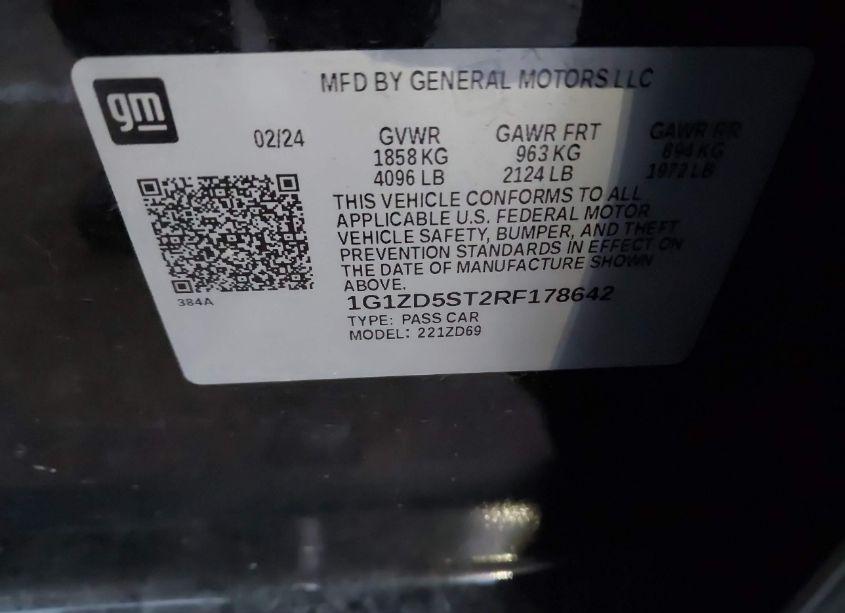 gm
MFD BY GENERAL MOTORS LLC
02/24 GVWR GAWR FRT GAWR RR
1858 KG 963 KG 894 KG
4096 LB 2124 LB 1972 LB
THIS VEHICLE CONFORMS TO ALL
APPLICABLE U.S. FEDERAL MOTOR
VEHICLE SAFETY, BUMPER, AND THEFT
PREVENTION STANDARDS IN EFFECT ON
THE DATE OF MANUFACTURE SHOWN
ABOVE.
384A
1G1ZD5ST2RF178642
TYPE: PASS CAR
MODEL: 221ZD69